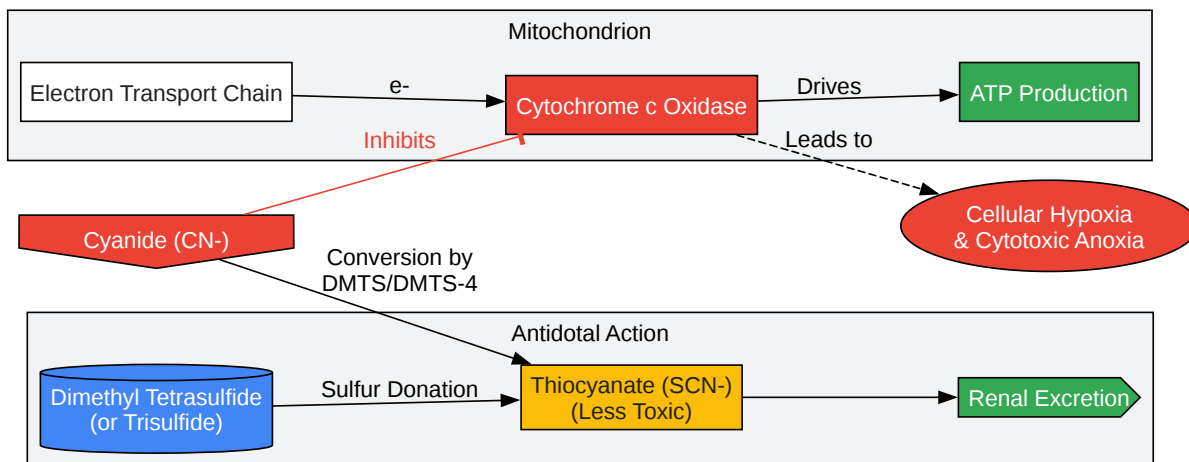 Mitochondrion
Electron Transport Chain
e-
Cytochrome c Oxidase
Drives
ATP Production
Inhibits
Leads to
Cyanide (CN-)
Cellular Hypoxia
& Cytotoxic Anoxia
Conversion by
DMTS/DMTS-4
Antidotal Action
Dimethyl Tetrasulfide
(or Trisulfide)
Sulfur Donation
Thiocyanate (SCN-)
(Less Toxic)
Renal Excretion